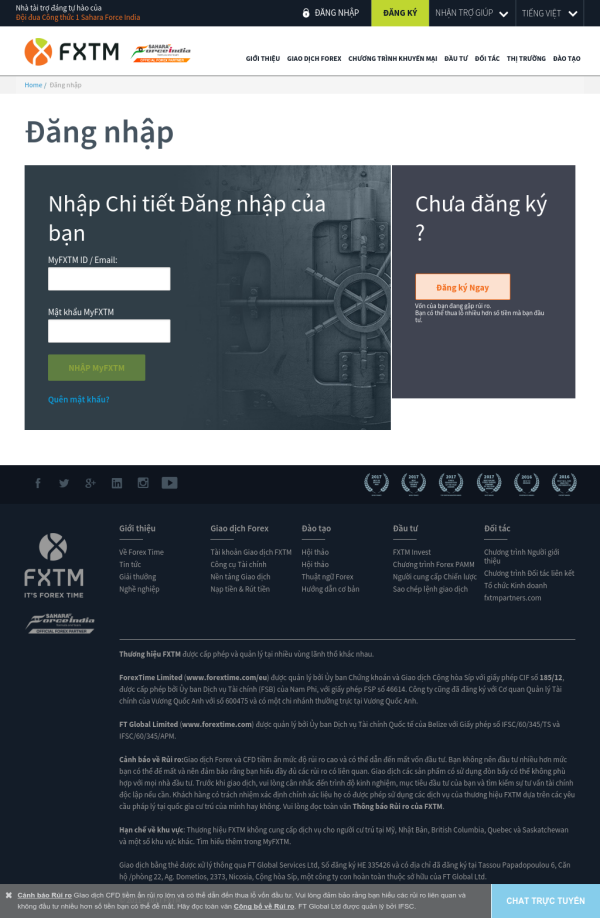 Nhà tài trợ đáng tự hào của
Đội đua Công thức 1 Sahara Force India
ĐĂNG NHẬP
ĐĂNG KÝ
NHẬN TRỢ GIÚP
TIẾNG VIỆT
FXTM
SAHARA
Force India
OFFICIAL FOREX PARTNER
GIỚI THIỆU GIAO DỊCH FOREX CHƯƠNG TRÌNH KHUYẾN MẠI ĐẦU TƯ ĐỐI TÁC THỊ TRƯỜNG ĐÀO TẠO
Home / Đăng nhập
Đăng nhập
Nhập Chi tiết Đăng nhập của
bạn
MyFXTM ID / Email:
Mật khẩu MyFXTM
NHẬP MyFXTM
Quên mật khẩu?
Chưa đăng ký
?
Đăng ký Ngay
Vốn của bạn đang gặp rủi ro.
Bạn có thể thua lỗ nhiều hơn số tiền mà bạn đầu
tư.
2017 2017 2017 2017 2016 2016
FXTM
IT'S FOREX TIME
SAHARA
Force India
OFFICIAL FOREX PARTNER
Giới thiệu
Về Forex Time
Tin tức
Giải thưởng
Nghề nghiệp
Giao dịch Forex
Tài khoản Giao dịch FXTM
Công cụ Tài chính
Nền tảng Giao dịch
Nạp tiền & Rút tiền
Đào tạo
Hội thảo
Hội thảo
Thuật ngữ Forex
Hướng dẫn cơ bản
Đầu tư
FXTM Invest
Chương trình Forex PAMM
Người cung cấp Chiến lược
Sao chép lệnh giao dịch
Đối tác
Chương trình Người giới
thiệu
Chương trình Đối tác liên kết
Tổ chức Kinh doanh
fxtmpartners.com
Thương hiệu FXTM được cấp phép và quản lý tại nhiều vùng lãnh thổ khác nhau.
ForexTime Limited (www.forextime.com/eu) được quản lý bởi Ủy ban Chứng khoán và Giao dịch Cộng hòa Síp với giấy phép CIF số 185/12,
được cấp phép bởi Ủy ban Dịch vụ Tài chính (FSB) của Nam Phi, với giấy phép FSP số 46614. Công ty cũng đã đăng ký với Cơ quan Quản lý Tài
chính của Vương Quốc Anh với số 600475 và có một chi nhánh thường trực tại Vương Quốc Anh.
FT Global Limited (www.forextime.com) được quản lý bởi Ủy ban Dịch vụ Tài chính Quốc tế của Belize với Giấy phép số IFSC/60/345/TS và
IFSC/60/345/APM.
Cảnh báo về Rủi ro:Giao dịch Forex và CFD tiềm ẩn mức độ rủi ro cao và có thể dẫn đến mất vốn đầu tư. Bạn không nên đầu tư nhiều hơn mức
bạn có thể để mất và nên đảm bảo rằng bạn hiểu đầy đủ các rủi ro có liên quan. Giao dịch các sản phẩm có sử dụng đòn bẩy có thể không phù
hợp với mọi nhà đầu tư. Trước khi giao dịch, vui lòng cân nhắc đến trình độ kinh nghiệm, mục tiêu đầu tư của bạn và tìm kiếm sự tư vấn tài chính
độc lập nếu cần. Khách hàng có trách nhiệm xác định chính xác liệu họ có được phép sử dụng các dịch vụ của thương hiệu FXTM dựa trên các yêu
cầu pháp lý tại quốc gia cư trú của mình hay không. Vui lòng đọc toàn văn Thông báo Rủi ro của FXTM.
Hạn chế về khu vực: Thương hiệu FXTM không cung cấp dịch vụ cho người cư trú tại Mỹ, Nhật Bản, British Columbia, Quebec và Saskatchewan
và một số khu vực khác. Tìm hiểu thêm trong MyFXTM.
Giao dịch bằng thẻ được xử lý thông qua FT Global Services Ltd, Số đăng ký HE 335426 và có địa chỉ đã đăng ký tại Tassou Papadopoulou 6, Căn
hộ /phòng 22, Ag. Dometios, 2373, Nicosia, Cộng hòa Síp, một công ty con hoàn toàn thuộc sở hữu của FT Global Ltd.
Cảnh báo Rủi ro Giao dịch CFD tiềm ẩn rủi ro lớn và có thể dẫn đến thua lỗ vốn đầu tư. Vui lòng đảm bảo rằng bạn hiểu các rủi ro liên quan và
không đầu tư nhiều hơn số tiền bạn có thể để mất. Hãy đọc toàn văn Công bố về Rủi ro. FT Global Ltd được quản lý bởi IFSC.
CHAT TRỰC TUYẾN